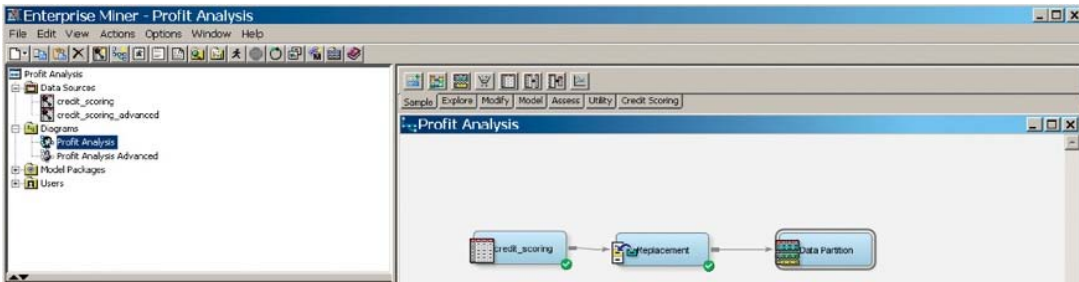 Enterprise Miner - Profit Analysis
File Edit View Actions Options Window Help
Profit Analysis
Data Sources
credit_scoring
credit_scoring_advanced
Diagrams
Profit Analysis
Profit Analysis Advanced
Model Packages
Users
Sample Explore Modify Model Assess Utility Credit Scoring
Profit Analysis
credit_scoring
Replacement
Data Partition